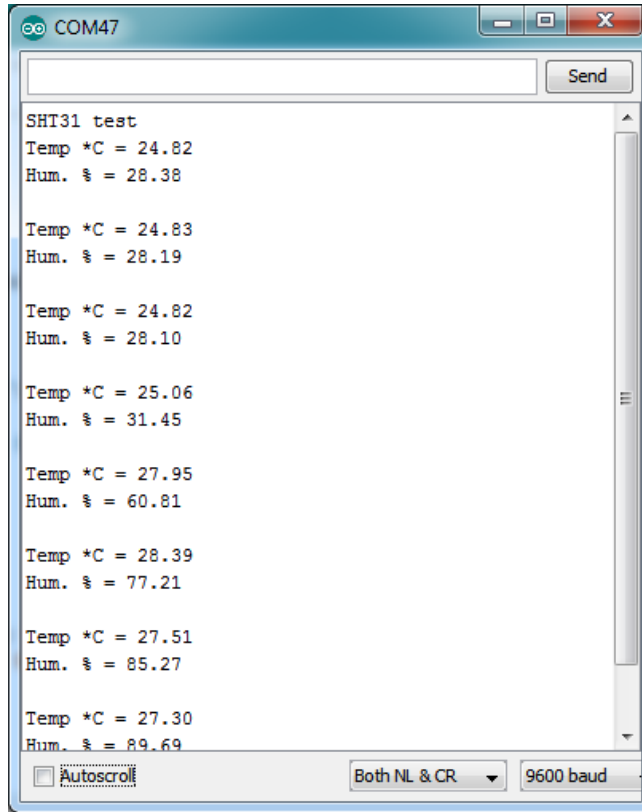 COM47
Send
SHT31 test
Temp *C = 24.82
Hum. % = 28.38
Temp *C = 24.83
Hum. % = 28.19
Temp *C = 24.82
Hum. % = 28.10
Temp *C = 25.06
Hum. % = 31.45
Temp *C = 27.95
Hum. % = 60.81
Temp *C = 28.39
Hum. % = 77.21
Temp *C = 27.51
Hum. % = 85.27
Temp *C = 27.30
Hum. % = 89.69
Autoscroll Both NL & CR 9600 baud